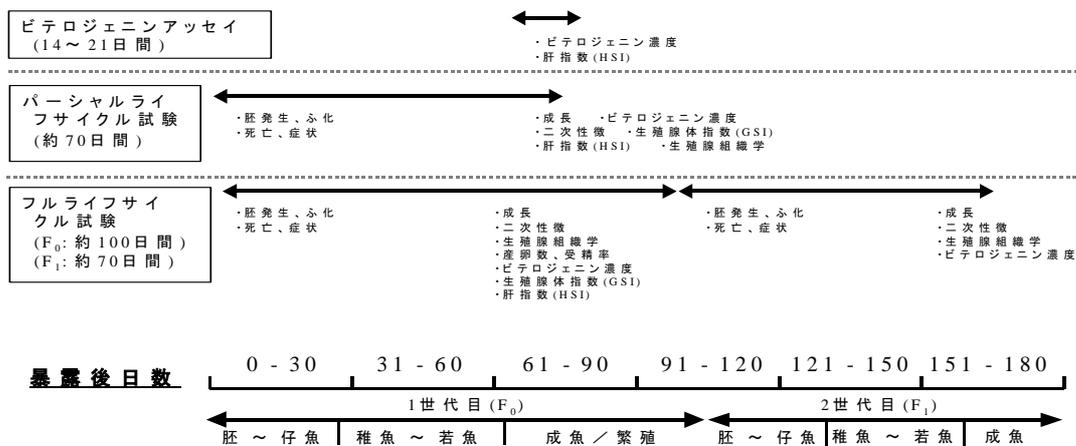 ビテロジェニンアッセイ
(14～21日間)
・ビテロジェニン濃度
・肝指数(HSI)
パーシャルライ
フサイクル試験
(約70日間)
・胚発生、ふ化
・死亡、症状
・成長 ・ビテロジェニン濃度
・二次性徴 ・生殖腺体指数(GSI)
・肝指数(HSI) ・生殖腺組織学
フルライフサイ
クル試験
(F₀: 約100日間)
(F₁: 約70日間)
・胚発生、ふ化
・死亡、症状
・成長
・二次性徴
・生殖腺組織学
・産卵数、受精率
・ビテロジェニン濃度
・生殖腺体指数(GSI)
・肝指数(HSI)
・胚発生、ふ化
・死亡、症状
・成長
・二次性徴
・生殖腺組織学
・ビテロジェニン濃度
暴露後日数 0 - 30 31 - 60 61 - 90 91 - 120 121 - 150 151 - 180
1世代目(F₀) 2世代目(F₁)
胚～仔魚 稚魚～若魚 成魚／繁殖 胚～仔魚 稚魚～若魚 成魚